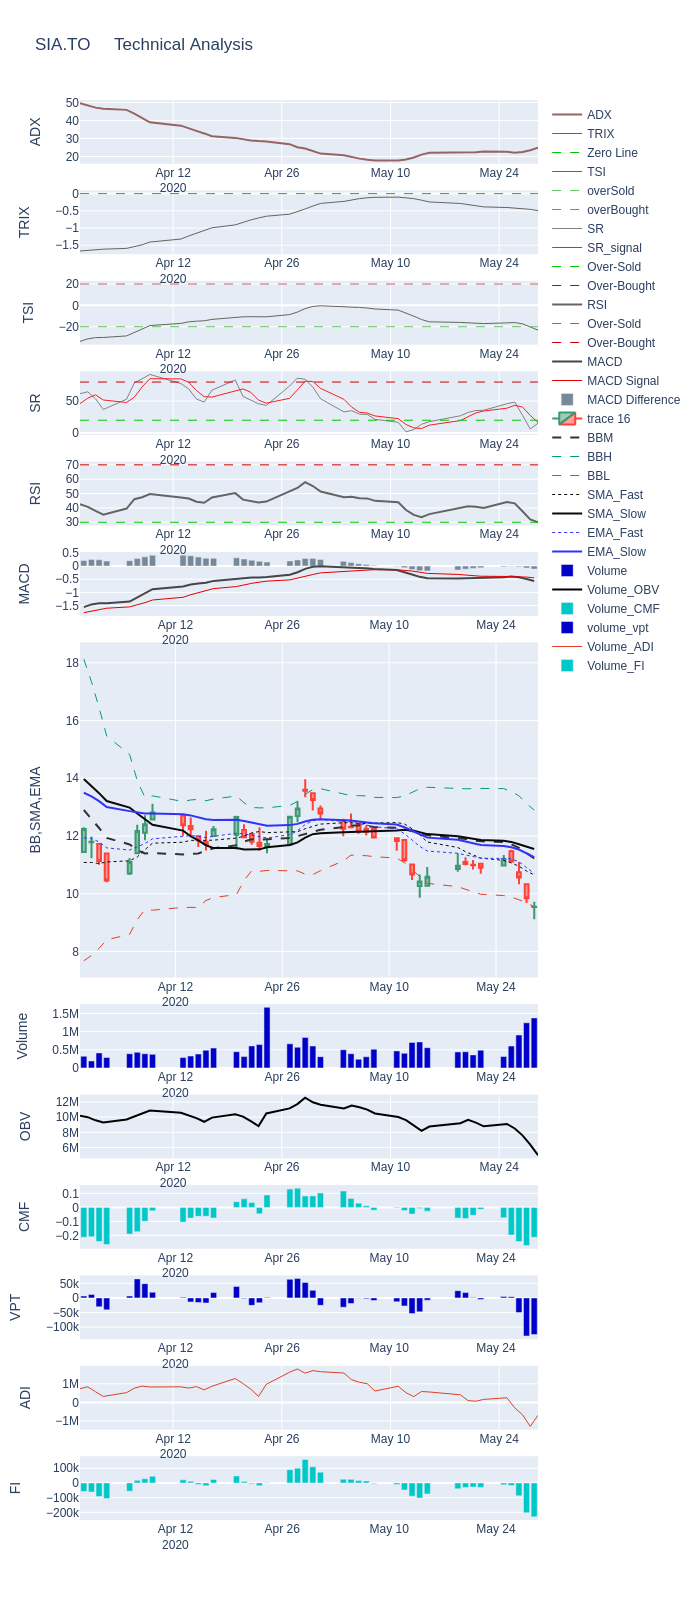 SIA.TO     Technical Analysis
ADX
50
40
30
20
Apr 12
2020
Apr 26
May 10
May 24
TRIX
0
−0.5
−1
−1.5
Apr 12
2020
Apr 26
May 10
May 24
TSI
20
0
−20
Apr 12
2020
Apr 26
May 10
May 24
SR
50
0
Apr 12
2020
Apr 26
May 10
May 24
RSI
70
60
50
40
30
Apr 12
2020
Apr 26
May 10
May 24
MACD
0.5
0
−0.5
−1
−1.5
Apr 12
2020
Apr 26
May 10
May 24
BB,SMA,EMA
18
16
14
12
10
8
Apr 12
2020
Apr 26
May 10
May 24
Volume
1.5M
1M
0.5M
0
Apr 12
2020
Apr 26
May 10
May 24
OBV
12M
10M
8M
6M
Apr 12
2020
Apr 26
May 10
May 24
CMF
0.1
0
−0.1
−0.2
Apr 12
2020
Apr 26
May 10
May 24
VPT
50k
0
−50k
−100k
Apr 12
2020
Apr 26
May 10
May 24
ADI
1M
0
−1M
Apr 12
2020
Apr 26
May 10
May 24
FI
100k
0
−100k
−200k
Apr 12
2020
Apr 26
May 10
May 24
ADX
TRIX
Zero Line
TSI
overSold
overBought
SR
SR_signal
Over-Sold
Over-Bought
RSI
Over-Sold
Over-Bought
MACD
MACD Signal
MACD Difference
trace 16
BBM
BBH
BBL
SMA_Fast
SMA_Slow
EMA_Fast
EMA_Slow
Volume
Volume_OBV
Volume_CMF
volume_vpt
Volume_ADI
Volume_FI